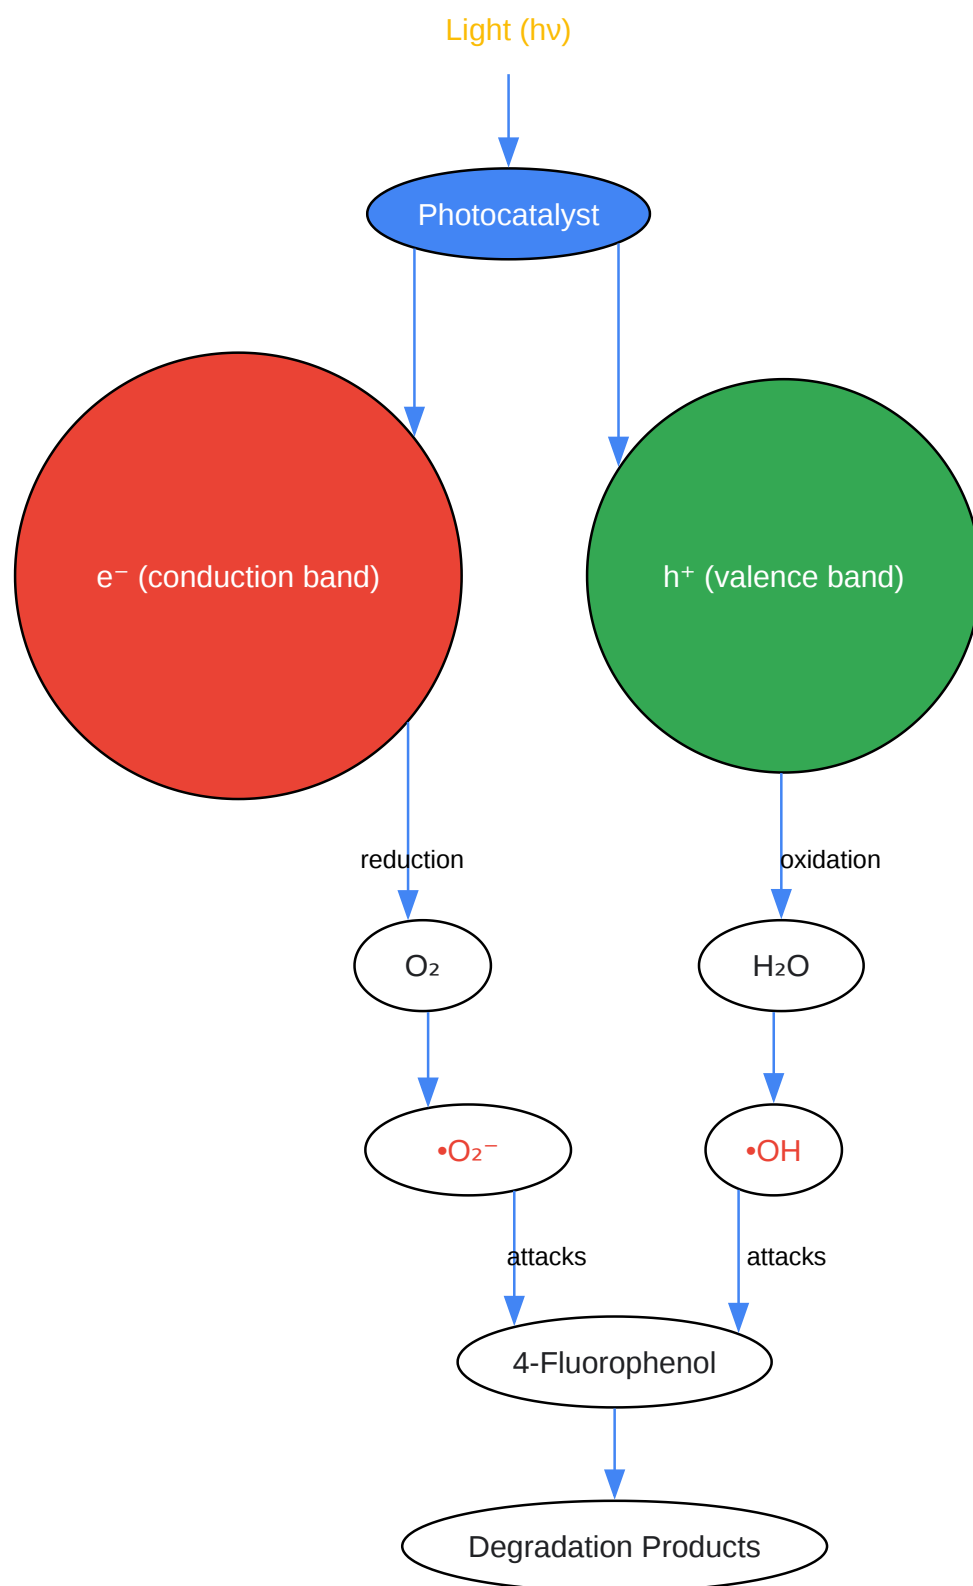 Light (hν)
Photocatalyst
e⁻ (conduction band)
h⁺ (valence band)
reduction
oxidation
O₂
H₂O
•O₂⁻
•OH
attacks
attacks
4-Fluorophenol
Degradation Products